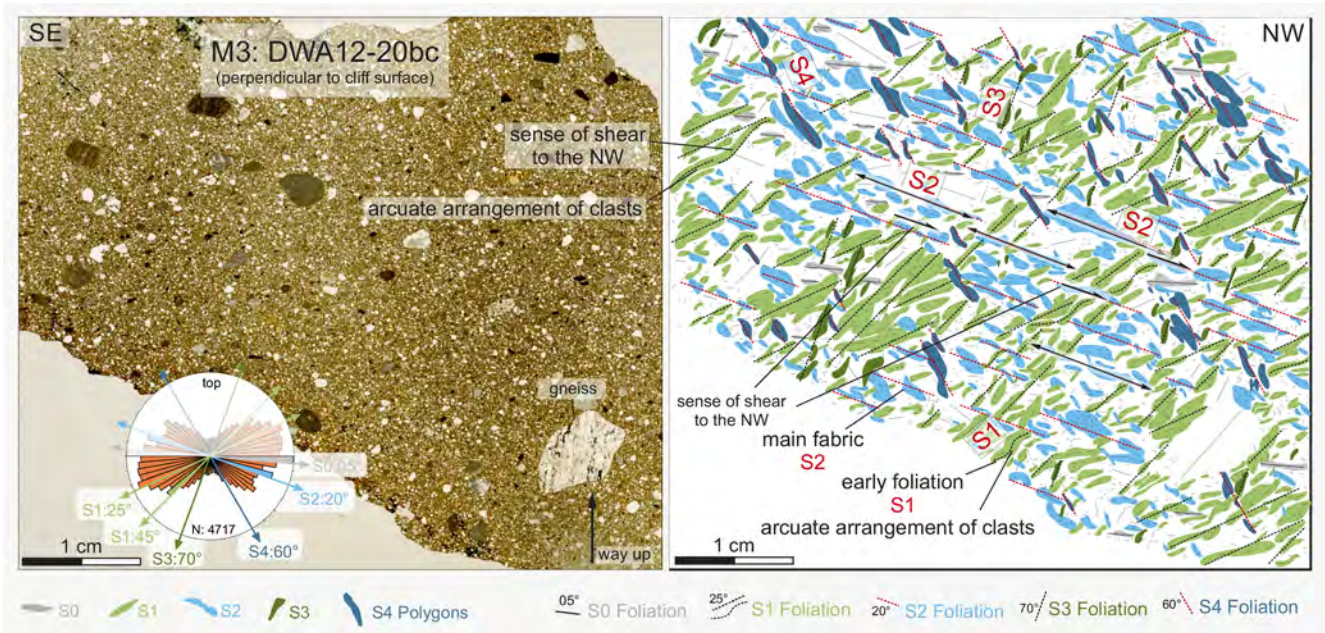 SE
M3: DWA12-20bc
(perpendicular to cliff surface)
sense of shear
to the NW
arcuate arrangement of clasts
gneiss
way up
top
S0:05°
S2:20°
S1:25°
S1:45°
S3:70°
S4:60°
N: 4717
1 cm
NW
S4
S3
S2
S2
sense of shear
to the NW
main fabric
S2
S1
early foliation
S1
arcuate arrangement of clasts
1 cm
S0
S1
S2
S3
S4 Polygons
05°
S0 Foliation
25°
S1 Foliation
20°
S2 Foliation
70°
S3 Foliation
60°
S4 Foliation